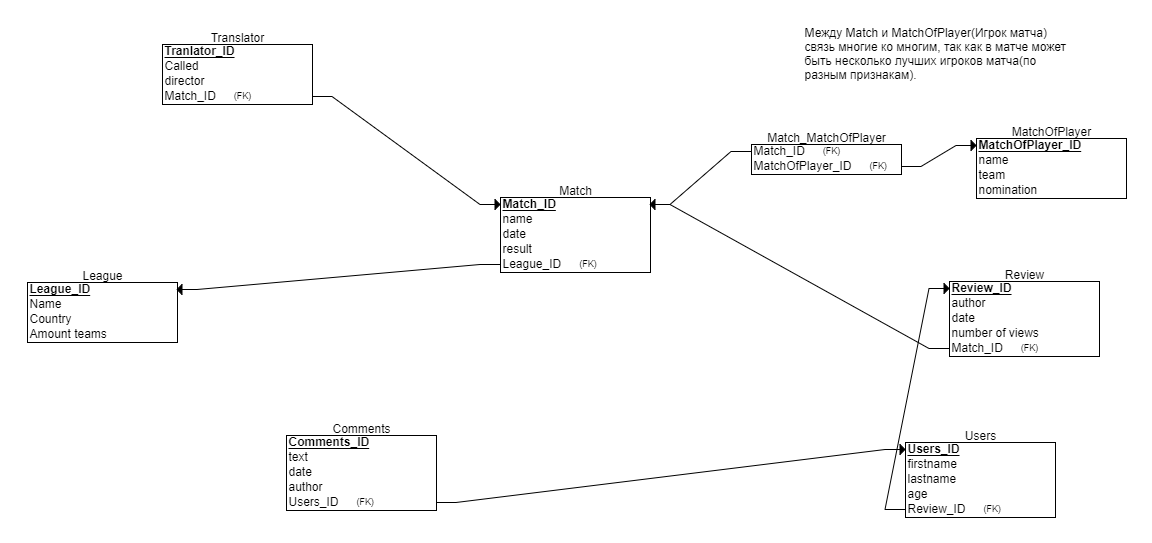 Translator
Tranlator_ID
Called
director
Match_ID (FK)
Между Match и MatchOfPlayer(Игрок матча)
связь многие ко многим, так как в матче может
быть несколько лучших игроков матча(по
разным признакам).
Match_MatchOfPlayer
Match_ID (FK)
MatchOfPlayer_ID (FK)
MatchOfPlayer
MatchOfPlayer_ID
name
team
nomination
Match
Match_ID
name
date
result
League_ID (FK)
League
League_ID
Name
Country
Amount teams
Review
Review_ID
author
date
number of views
Match_ID (FK)
Comments
Comments_ID
text
date
author
Users_ID (FK)
Users
Users_ID
firstname
lastname
age
Review_ID (FK)